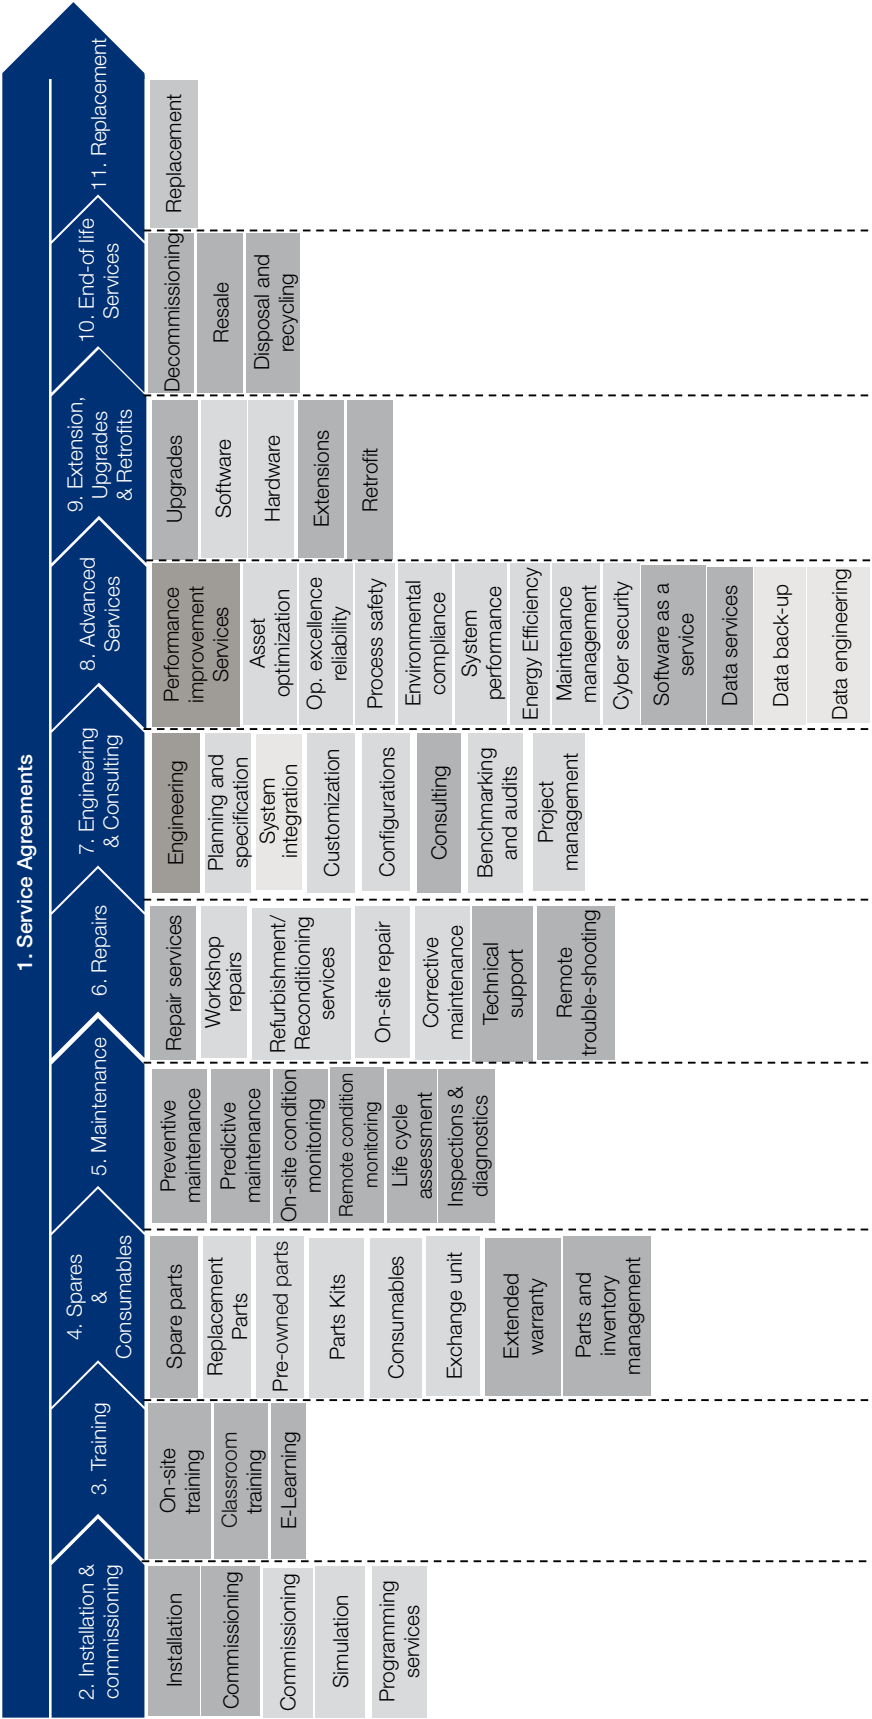 1. Service Agreements
2. Installation &
commissioning
Installation
Commissioning
Commissioning
Simulation
Programming
services
3. Training
On-site
training
Classroom
training
E-Learning
4. Spares
&
Consumables
Spare parts
Replacement
Parts
Pre-owned parts
Parts Kits
Consumables
Exchange unit
Extended
warranty
Parts and
inventory
management
5. Maintenance
Preventive
maintenance
Predictive
maintenance
On-site condition
monitoring
Remote condition
monitoring
Life cycle
assessment
Inspections &
diagnostics
6. Repairs
Repair services
Workshop
repairs
Refurbishment/
Reconditioning
services
On-site repair
Corrective
maintenance
Technical
support
Remote
trouble-shooting
7. Engineering
& Consulting
Engineering
Planning and
specification
System
integration
Customization
Configurations
Consulting
Benchmarking
and audits
Project
management
8. Advanced
Services
Performance
improvement
Services
Asset
optimization
Op. excellence
reliability
Process safety
Environmental
compliance
System
performance
Energy Efficiency
Maintenance
management
Cyber security
Software as a
service
Data services
Data back-up
Data engineering
9. Extension,
Upgrades
& Retrofits
Upgrades
Software
Hardware
Extensions
Retrofit
10. End-of life
Services
Decommissioning
Resale
Disposal and
recycling
11. Replacement
Replacement